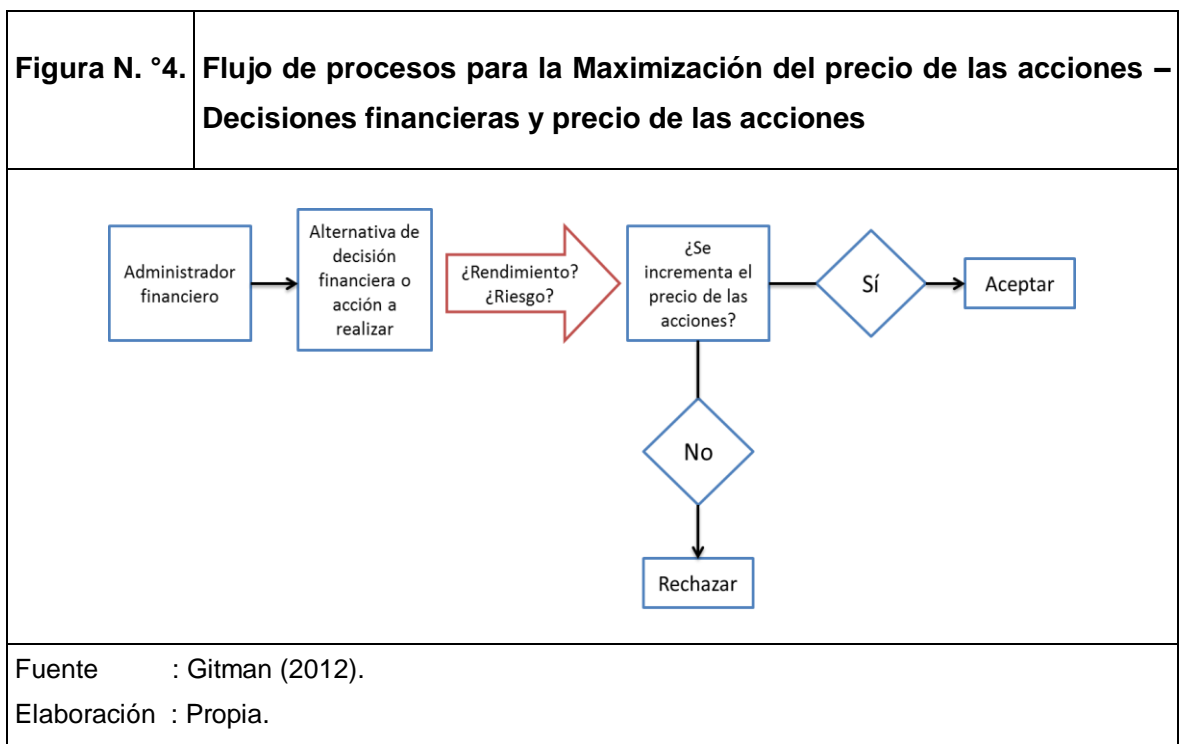 Figura N. °4.
Flujo de procesos para la Maximización del precio de las acciones –
Decisiones financieras y precio de las acciones
Administrador
financiero
Alternativa de
decisión
financiera o
acción a
realizar
¿Rendimiento?
¿Riesgo?
¿Se
incrementa el
precio de las
acciones?
Sí
Aceptar
No
Rechazar
Fuente : Gitman (2012).
Elaboración : Propia.